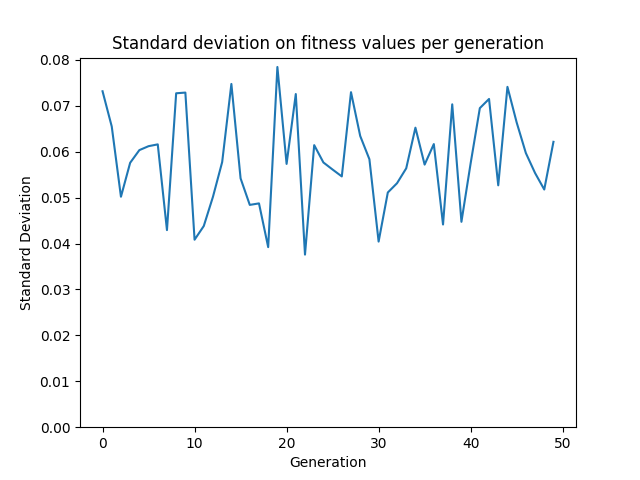 Standard deviation on fitness values per generation
0.08
0.07
0.06
0.05
0.04
0.03
0.02
0.01
0.00
Standard Deviation
0 10 20 30 40 50
Generation